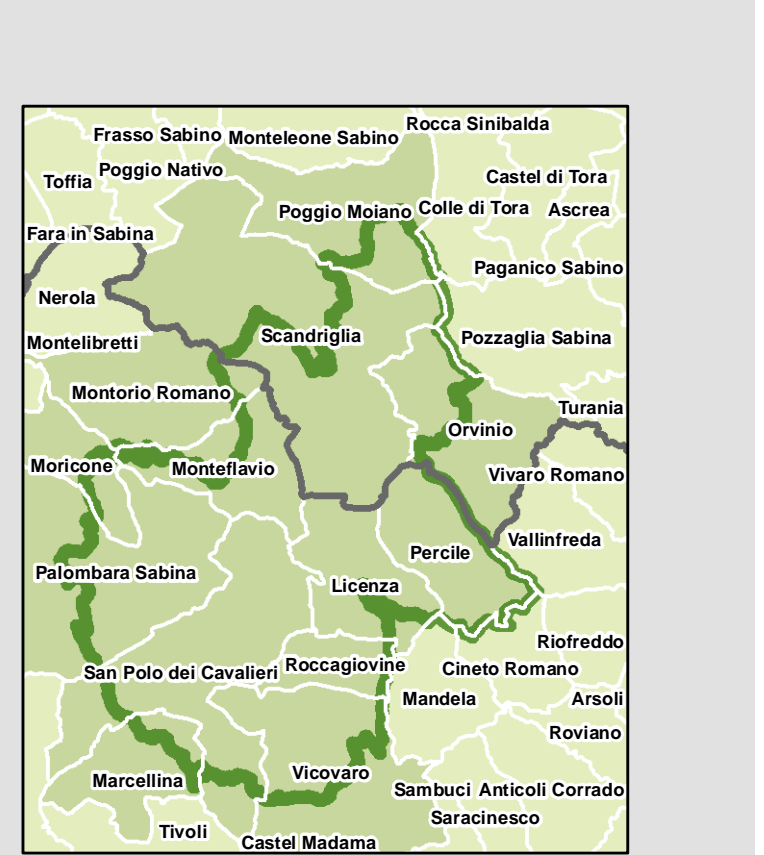 Rocca Sinibalda
Frasso Sabino
Monteleone Sabino
Poggio Nativo
Castel di Tora
Toffia
Poggio Moiano
Colle di Tora
Ascrea
Fara in Sabina
Paganico Sabino
Nerola
Scandriglia
Pozzaglia Sabina
Montelibretti
Montorio Romano
Turania
Orvinio
Moricone
Monteflavio
Vivaro Romano
Vallinfreda
Percile
Palombara Sabina
Licenza
Riofreddo
San Polo dei Cavalieri
Roccagiovine
Cineto Romano
Mandela
Arsoli
Roviano
Vicovaro
Marcellina
Sambuci
Anticoli Corrado
Saracinesco
Tivoli
Castel Madama